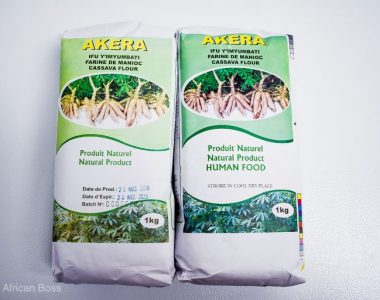 AKERA
IFU Y'IMYUMBATI
FARINE DE MANIOC
CASSAVA FLOUR
Produit Naturel
Natural Product
Date de Prod.:
Date d'Expir:
Batch N°
1kg
AKERA
IFU Y'IMYUMBATI
FARINE DE MANIOC
CASSAVA FLOUR
Produit Naturel
Natural Product
HUMAN FOOD
STRORE IN COOL DRY PLACE
1kg
African Boss